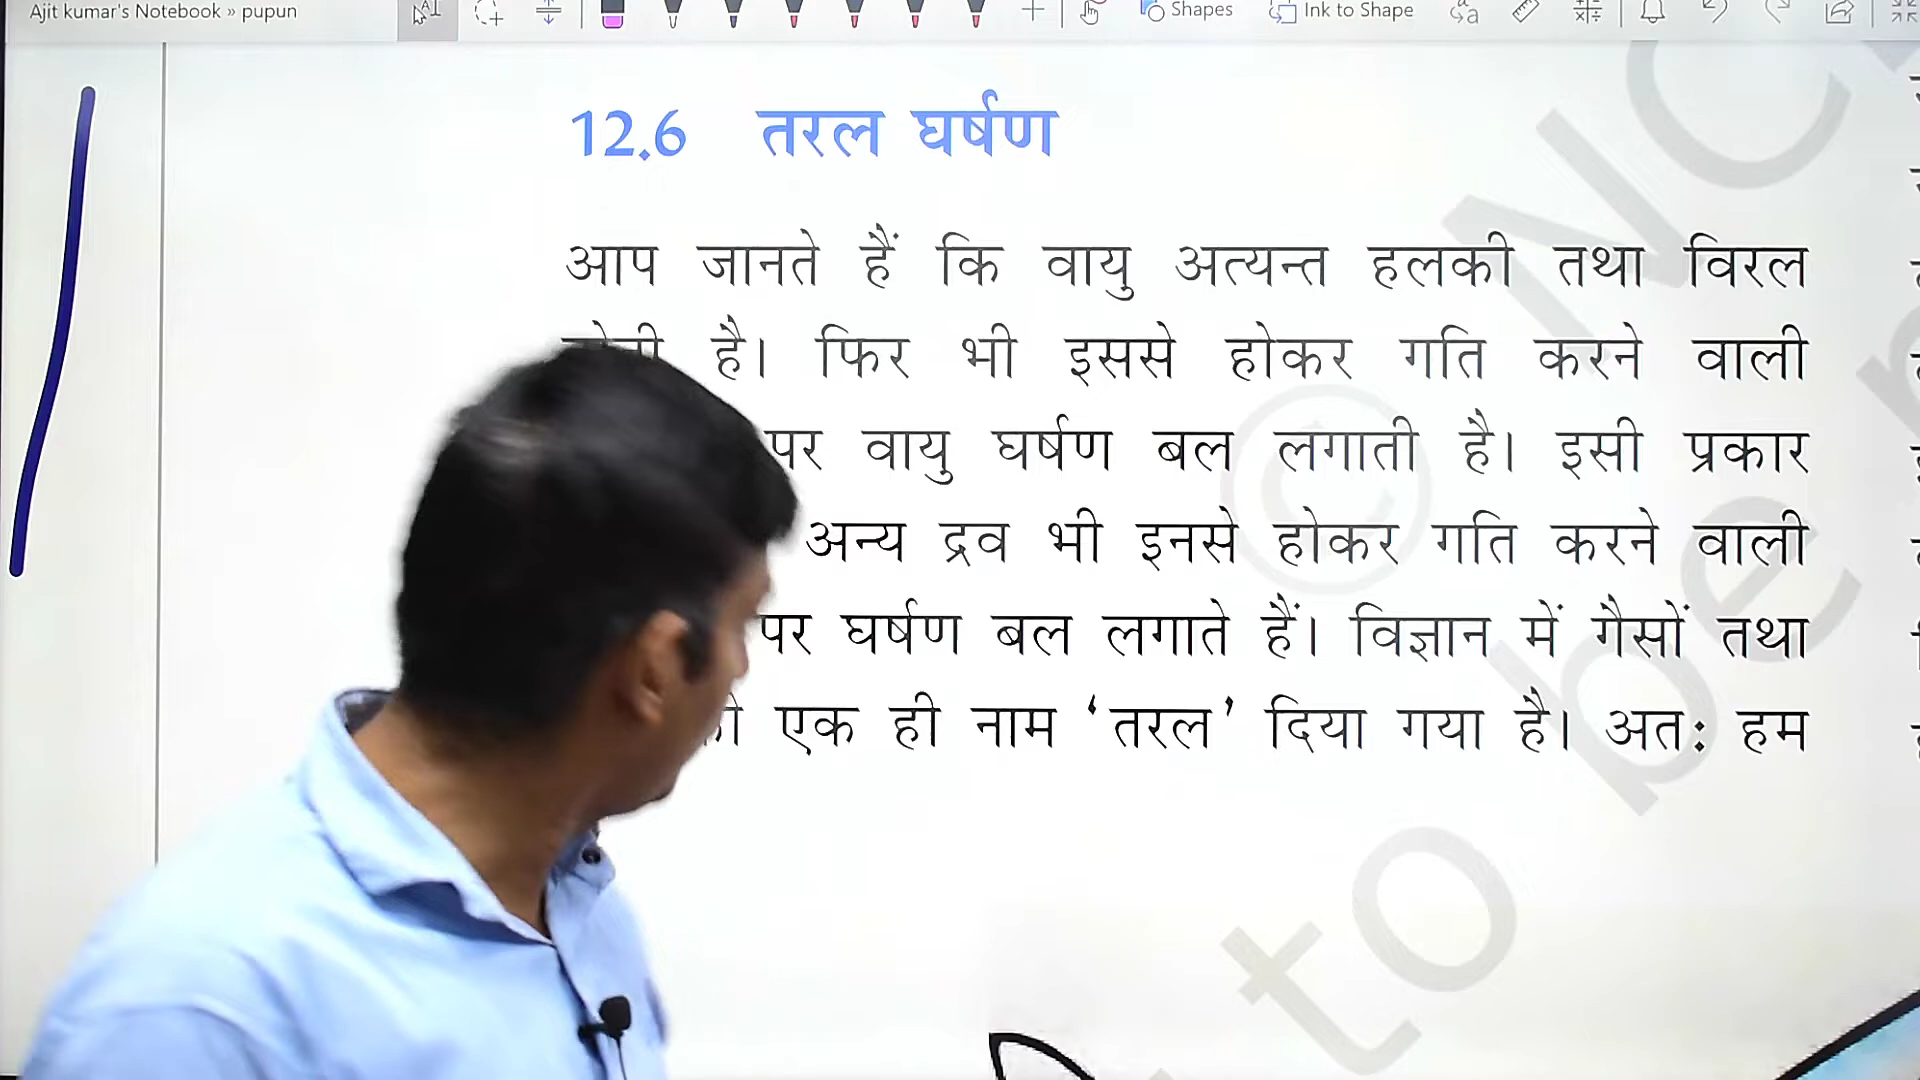 Ajit kumar's Notebook » pupun
Shapes
Ink to Shape
12.6 तरल घर्षण
आप जानते हैं कि वायु अत्यन्त हलकी तथा विरल
है। फिर भी इससे होकर गति करने वाली
पर वायु घर्षण बल लगाती है। इसी प्रकार
अन्य द्रव भी इनसे होकर गति करने वाली
पर घर्षण बल लगाते हैं। विज्ञान में गैसों तथा
एक ही नाम ‘तरल’ दिया गया है। अतः हम
©
to be